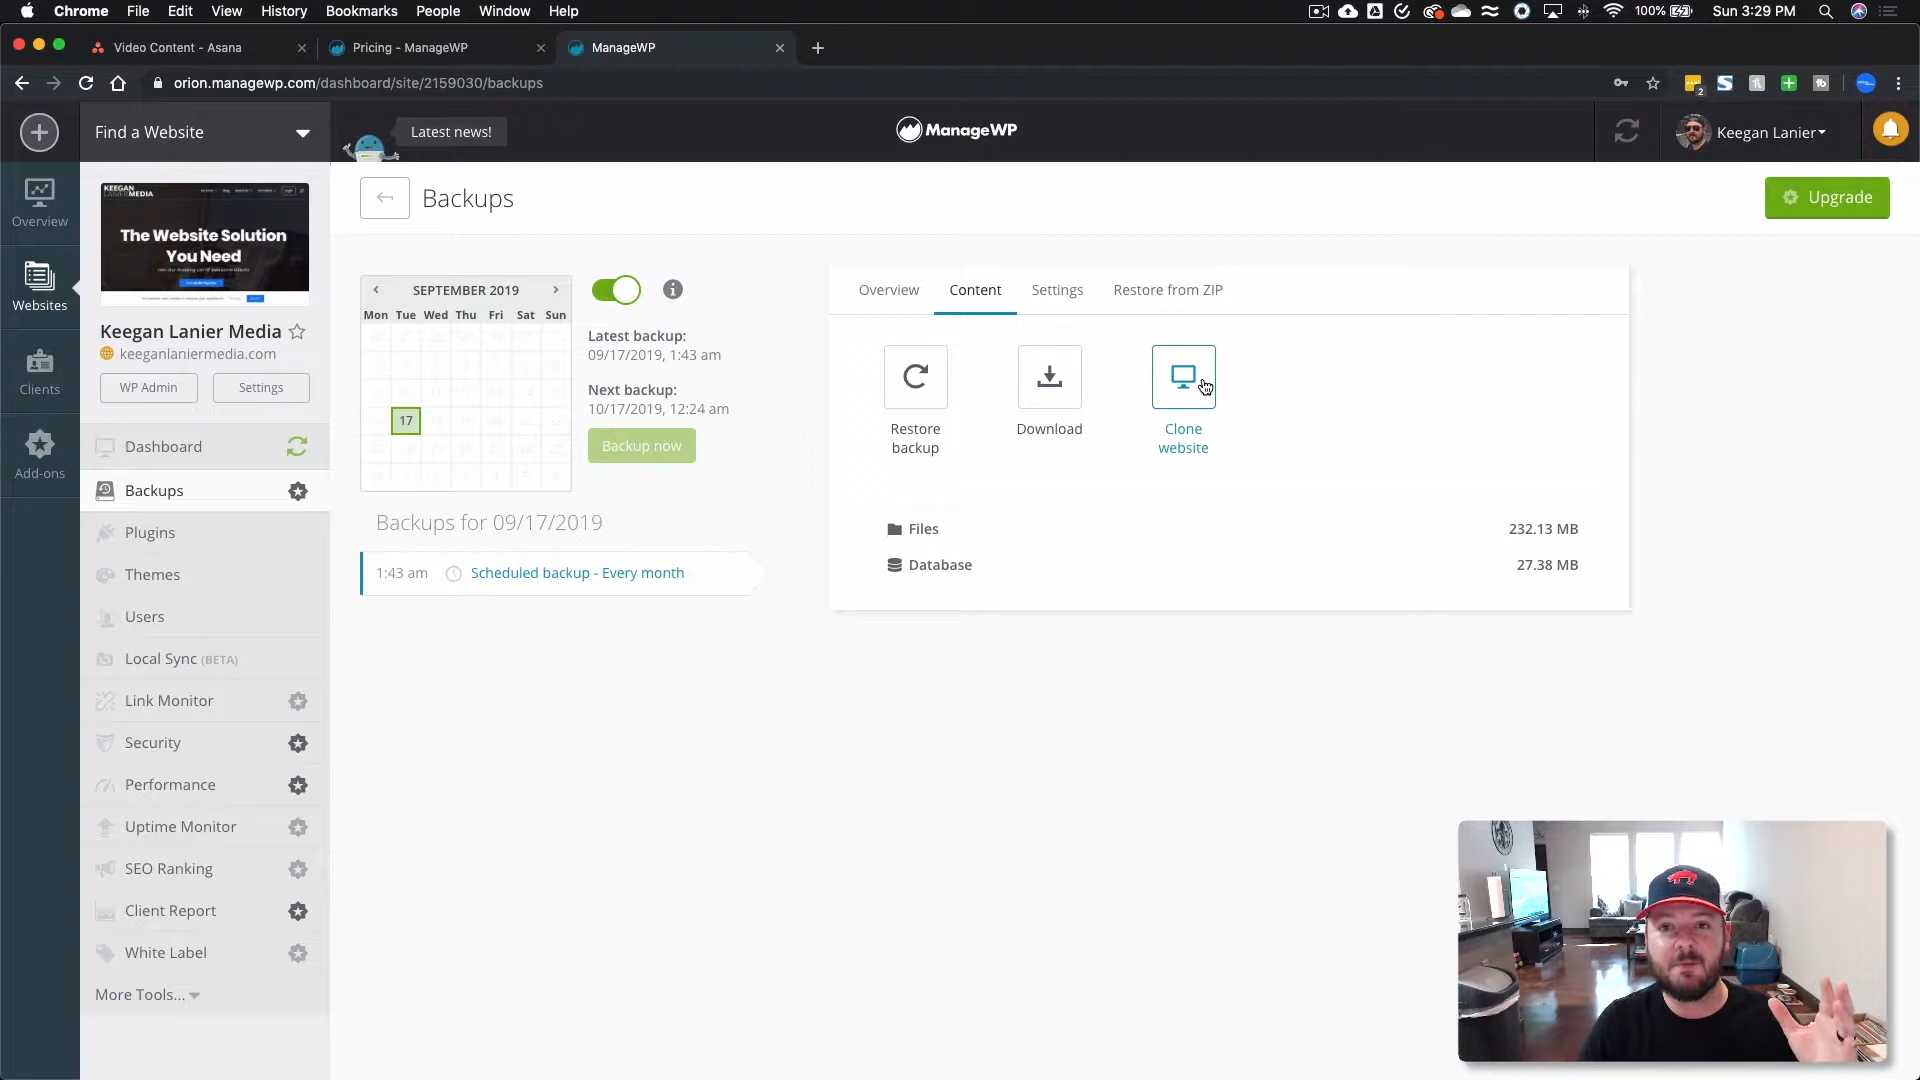 Chrome File Edit View History Bookmarks People Window Help
100% Sun 3:29 PM
Video Content - Asana
Pricing - ManageWP
ManageWP
orion.managewp.com/dashboard/site/2159030/backups
2
Find a Website
Latest news!
ManageWP
Keegan Lanier
Overview
Websites
Clients
Add-ons
KEEGAN
LANIERMEDIA
The Website Solution
You Need
Keegan Lanier Media
keeganlaniermedia.com
WP Admin
Settings
Dashboard
Backups
Plugins
Themes
Users
Local Sync (BETA)
Link Monitor
Security
Performance
Uptime Monitor
SEO Ranking
Client Report
White Label
More Tools...
Backups
Upgrade
SEPTEMBER 2019
Mon Tue Wed Thu Fri Sat Sun
17
Latest backup:
09/17/2019, 1:43 am
Next backup:
10/17/2019, 12:24 am
Backup now
Backups for 09/17/2019
1:43 am Scheduled backup - Every month
Overview Content Settings Restore from ZIP
Restore
backup
Download
Clone
website
Files 232.13 MB
Database 27.38 MB